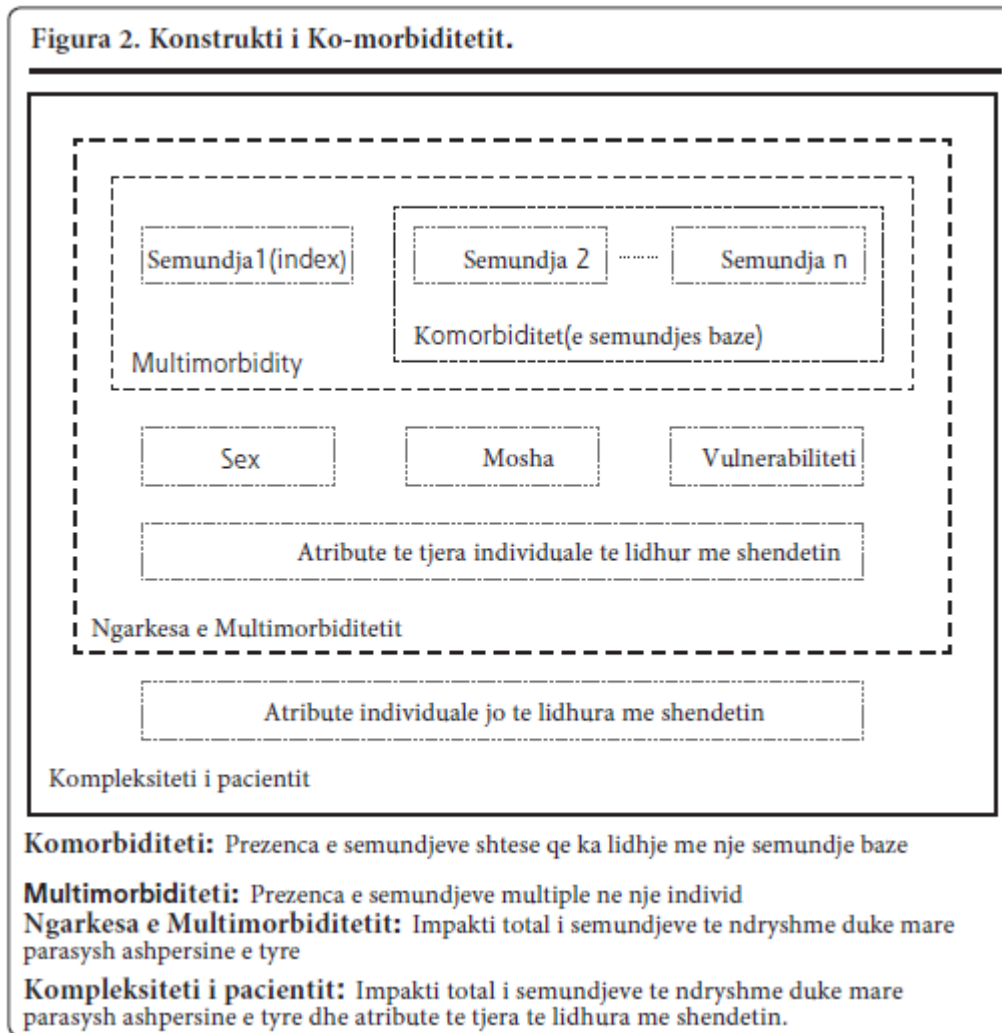 Figura 2. Konstrukti i Ko-morbiditetit.
Semundja1(index)
Semundja 2 ........ Semundja n
Komorbiditet(e semundjes baze)
Multimorbidity
Sex Mosha Vulnerabiliteti
Atribute te tjera individuale te lidhur me shendetin
Ngarkesa e Multimorbiditetit
Atribute individuale jo te lidhura me shendetin
Kompleksiteti i pacientit
Komorbiditeti: Prezenca e semundjeve shtese qe ka lidhje me nje semundje baze
Multimorbiditeti: Prezenca e semundjeve multiple ne nje individ
Ngarkesa e Multimorbiditetit: Impakti total i semundjeve te ndryshme duke mare
parasysh ashpersine e tyre
Kompleksiteti i pacientit: Impakti total i semundjeve te ndryshme duke mare
parasysh ashpersine e tyre dhe atribute te tjera te lidhura me shendetin.